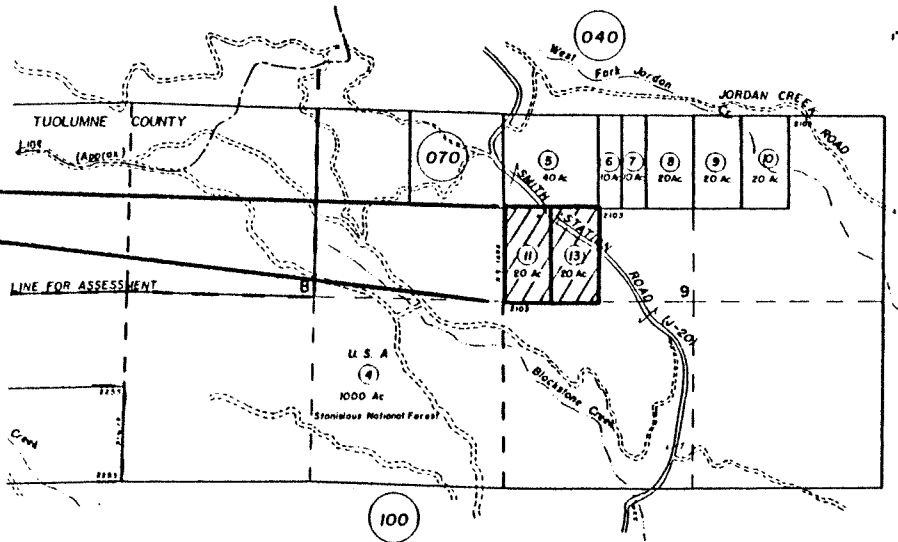 040
West Fork Jordan
JORDAN CREEK ROAD
TUOLUMNE COUNTY
(Approx)
070
5
40 Ac
6
10 Ac
7
10 Ac
8
20 Ac
9
20 Ac
10
20 Ac
SMITH STATION ROAD (J-20)
2103
11
20 Ac
13
20 Ac
2103
LINE FOR ASSESSMENT
8
9
U. S. A
4
1000 Ac
Stanislaus National Forest
Blackstone Creek
Creek
100